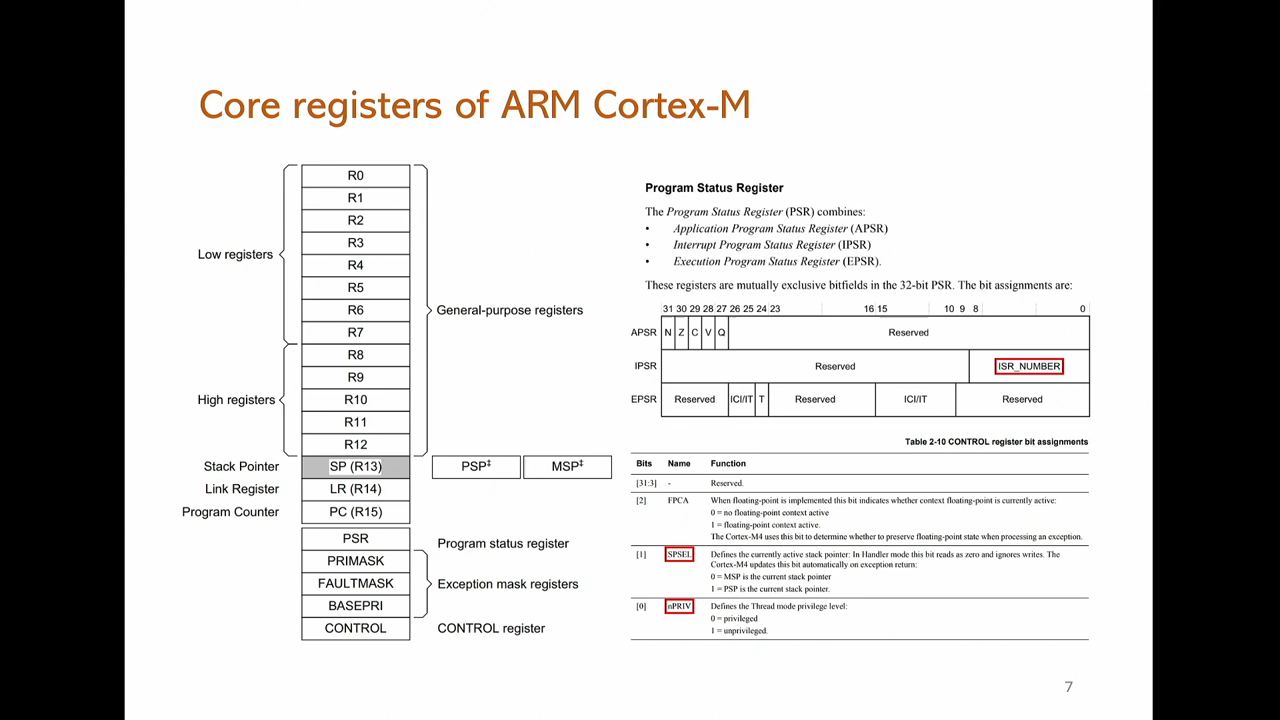 Core registers of ARM Cortex-M
R0
R1
R2
R3
R4
R5
R6
R7
R8
R9
R10
R11
R12
Low registers
High registers
General-purpose registers
Stack Pointer SP (R13) PSP‡ MSP‡
Link Register LR (R14)
Program Counter PC (R15)
PSR Program status register
PRIMASK
FAULTMASK Exception mask registers
BASEPRI
CONTROL CONTROL register
Program Status Register
The Program Status Register (PSR) combines:
• Application Program Status Register (APSR)
• Interrupt Program Status Register (IPSR)
• Execution Program Status Register (EPSR).
These registers are mutually exclusive bitfields in the 32-bit PSR. The bit assignments are:
31 30 29 28 27 26 25 24 23 16 15 10 9 8 0
APSR N Z C V Q Reserved
IPSR Reserved ISR_NUMBER
EPSR Reserved ICI/IT T Reserved ICI/IT Reserved
Table 2-10 CONTROL register bit assignments
Bits Name Function
[31:3] - Reserved.
[2] FPCA When floating-point is implemented this bit indicates whether context floating-point is currently active:
0 = no floating-point context active
1 = floating-point context active.
The Cortex-M4 uses this bit to determine whether to preserve floating-point state when processing an exception.
[1] SPSEL Defines the currently active stack pointer: In Handler mode this bit reads as zero and ignores writes. The
Cortex-M4 updates this bit automatically on exception return:
0 = MSP is the current stack pointer
1 = PSP is the current stack pointer.
[0] nPRIV Defines the Thread mode privilege level:
0 = privileged
1 = unprivileged.
7